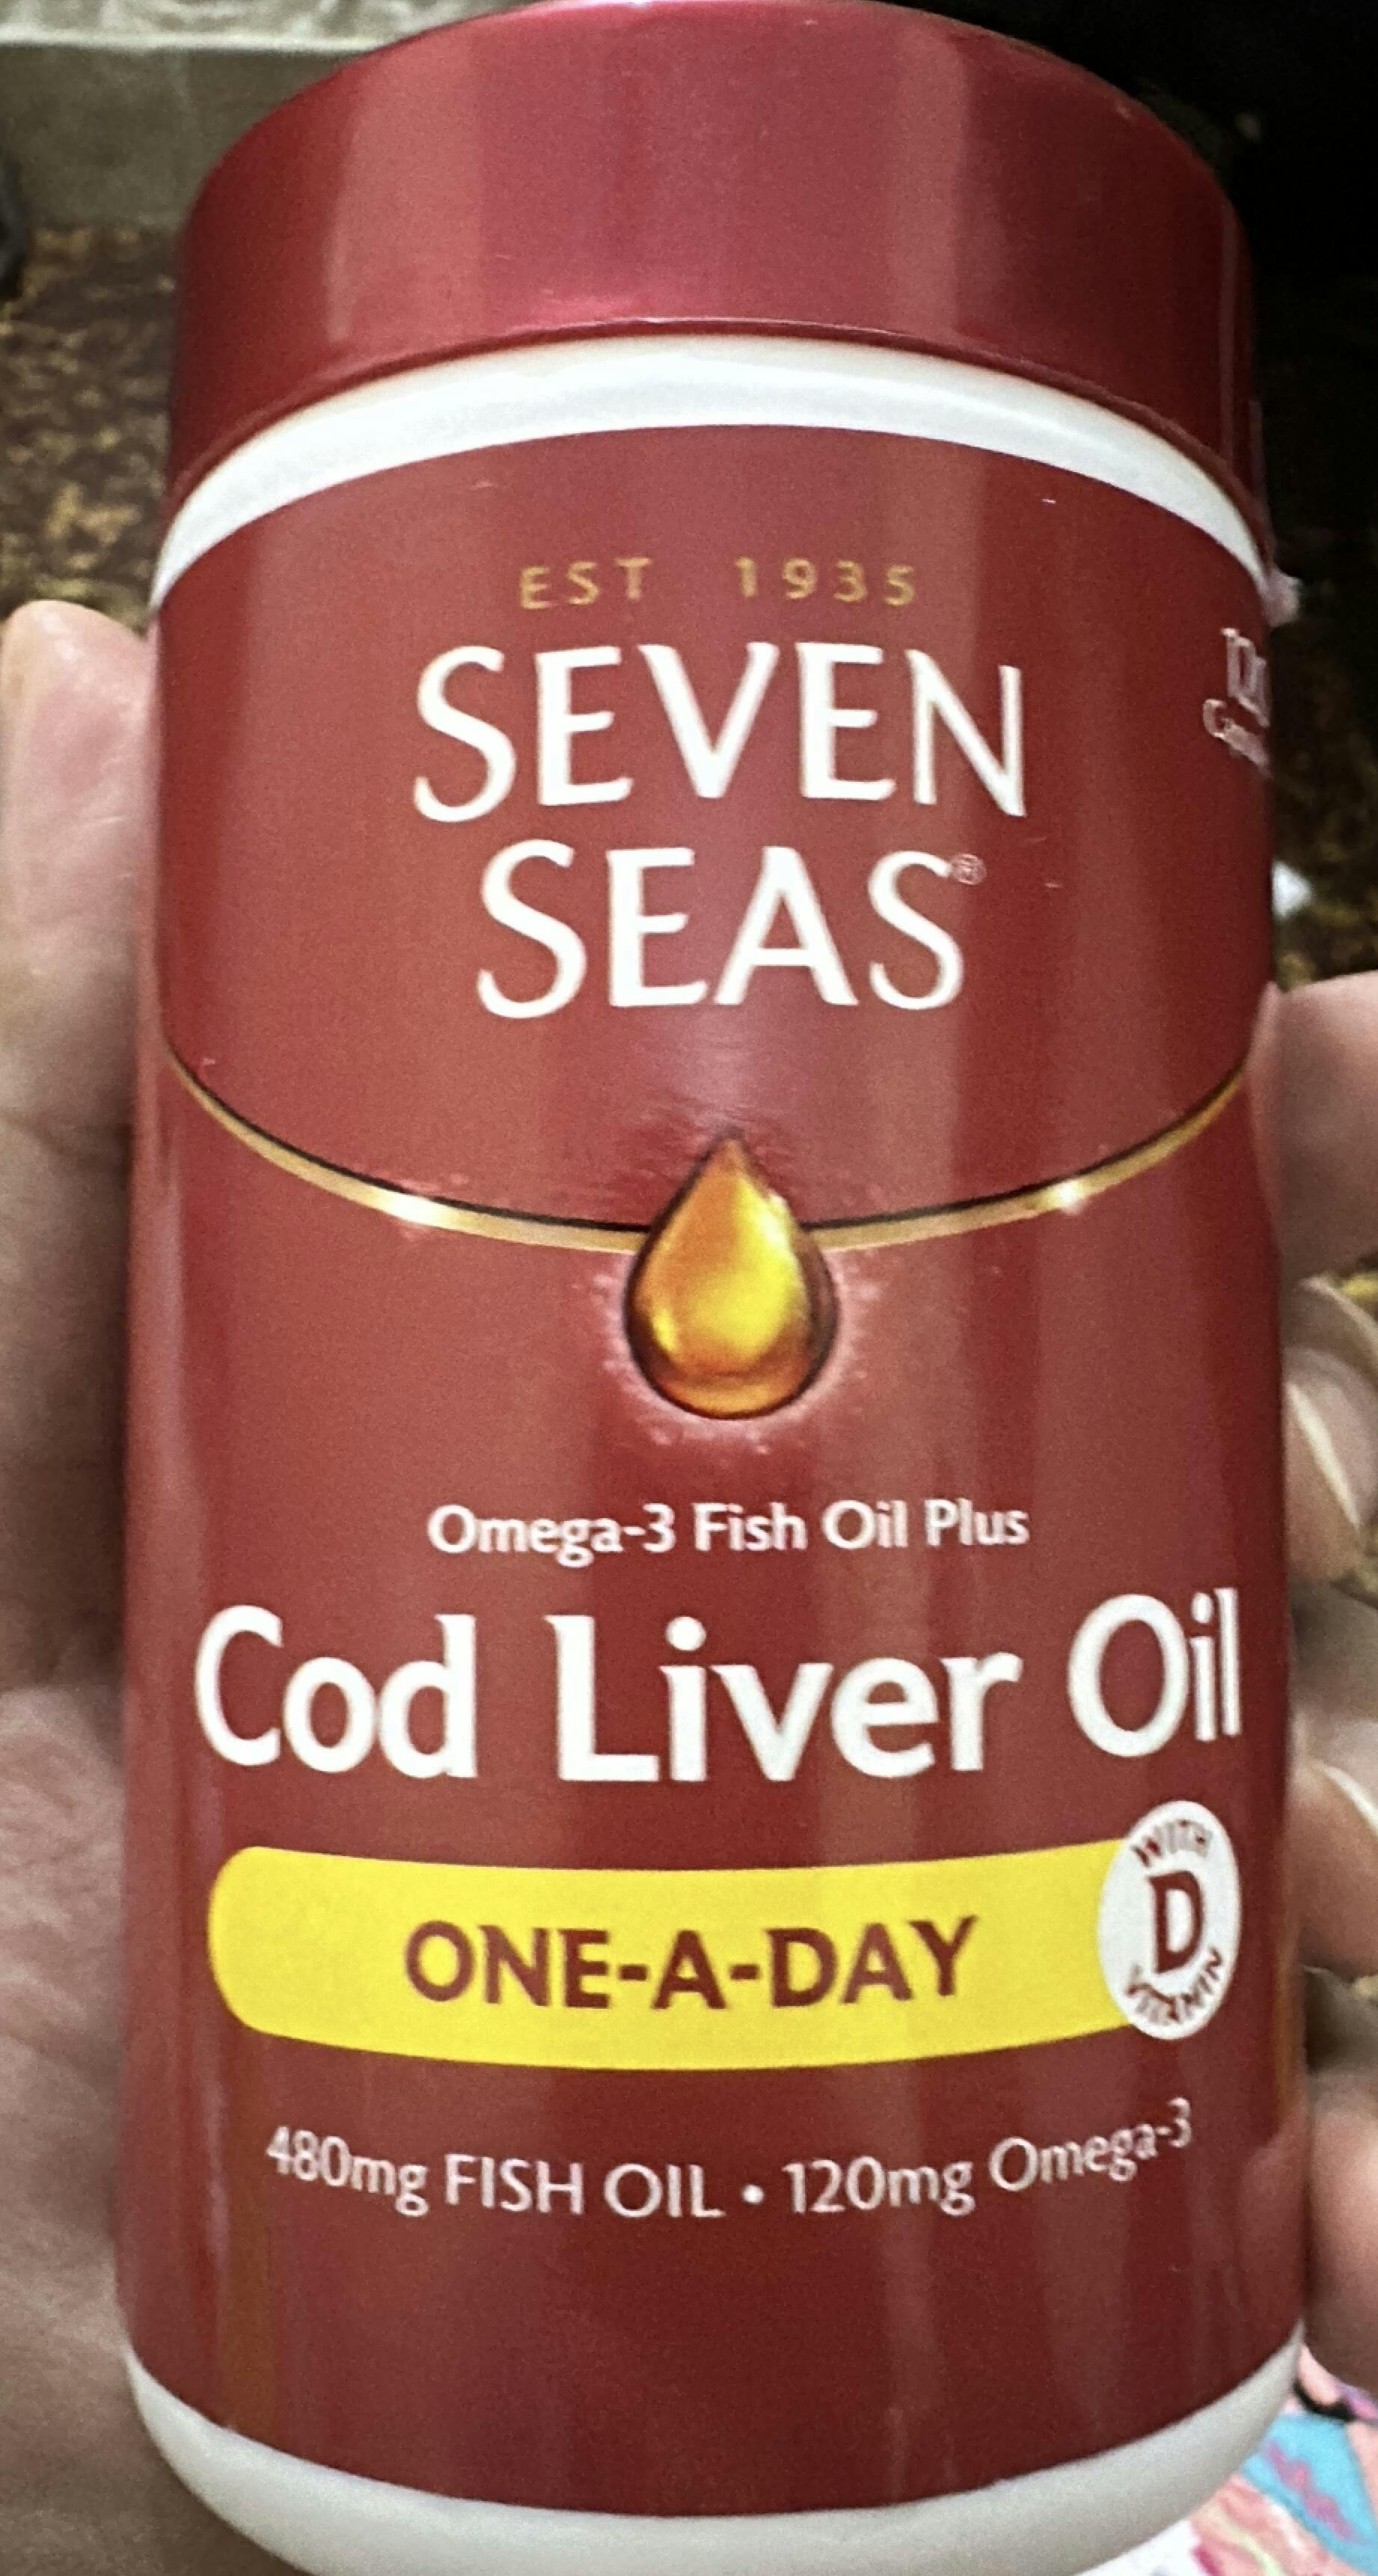 EST 1935
SEVEN
SEAS®
Omega-3 Fish Oil Plus
Cod Liver Oil
ONE-A-DAY
WITH
D
VITAMIN
480mg FISH OIL • 120mg Omega-3